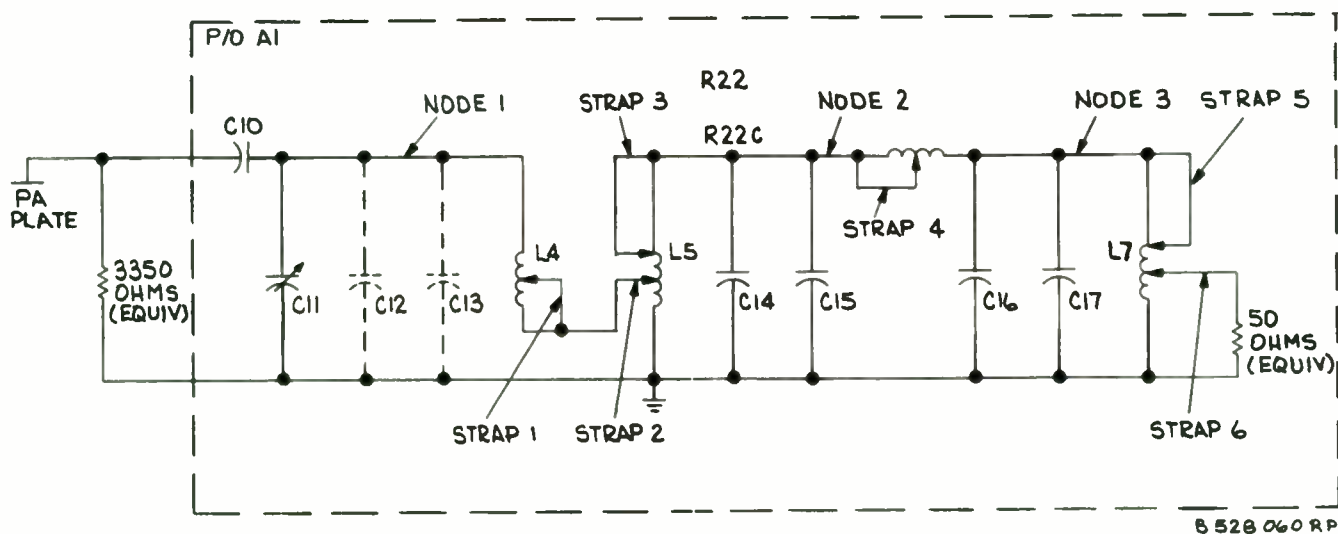 P/O A1
R22
NODE 1
STRAP 3
NODE 2
NODE 3
STRAP 5
C10
R22C
PA
PLATE
STRAP 4
L4
L5
L7
3350
OHMS
(EQUIV)
C11
C12
C13
C14
C15
C16
C17
50
OHMS
(EQUIV)
STRAP 1
STRAP 2
STRAP 6
B 528 060 R P